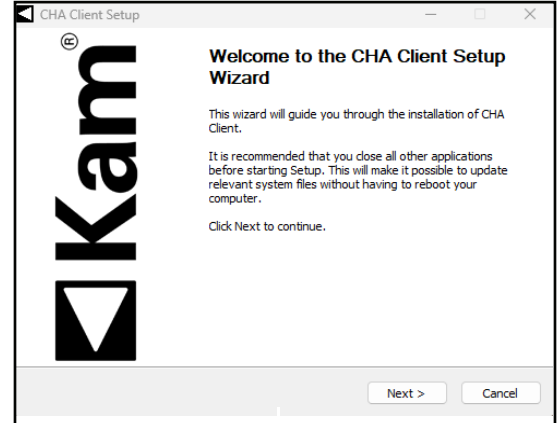 CHA Client Setup
Kam®
Welcome to the CHA Client Setup
Wizard
This wizard will guide you through the installation of CHA
Client.
It is recommended that you close all other applications
before starting Setup. This will make it possible to update
relevant system files without having to reboot your
computer.
Click Next to continue.
Next >
Cancel